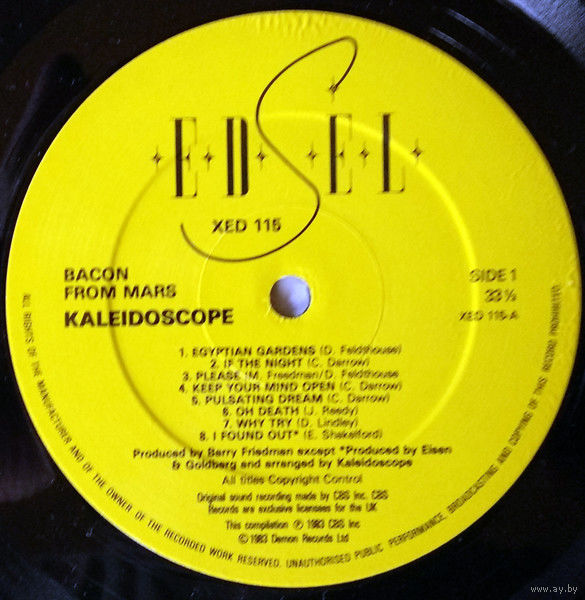 EDSEL
XED 115
BACON
FROM MARS
KALEIDOSCOPE
SIDE 1
33⅓
XED 115-A
1. EGYPTIAN GARDENS (D. Feldthouse)
2. IF THE NIGHT (C. Darrow)
3. PLEASE (M. Freedman/D. Feldthouse
4. KEEP YOUR MIND OPEN (C. Darrow)
5. PULSATING DREAM (C. Darrow)
6. OH DEATH (J. Reedy)
7. WHY TRY (D. Lindley)
8. I FOUND OUT* (E. Shakelford)
Produced by Barry Friedman except *Produced by Eisen
& Goldberg and arranged by Kaleidoscope
All titles Copyright Control
Original sound recording made by CBS Inc. CBS
Records are exclusive licensees for the UK
This compilation ℗ 1983 CBS Inc
©1983 Demon Records Ltd
ALL RIGHTS OF THE MANUFACTURER AND OF THE OWNER OF THE RECORDED WORK RESERVED. UNAUTHORISED PUBLIC PERFORMANCE, BROADCASTING AND COPYING OF THIS RECORD PROHIBITED
www.ay.by